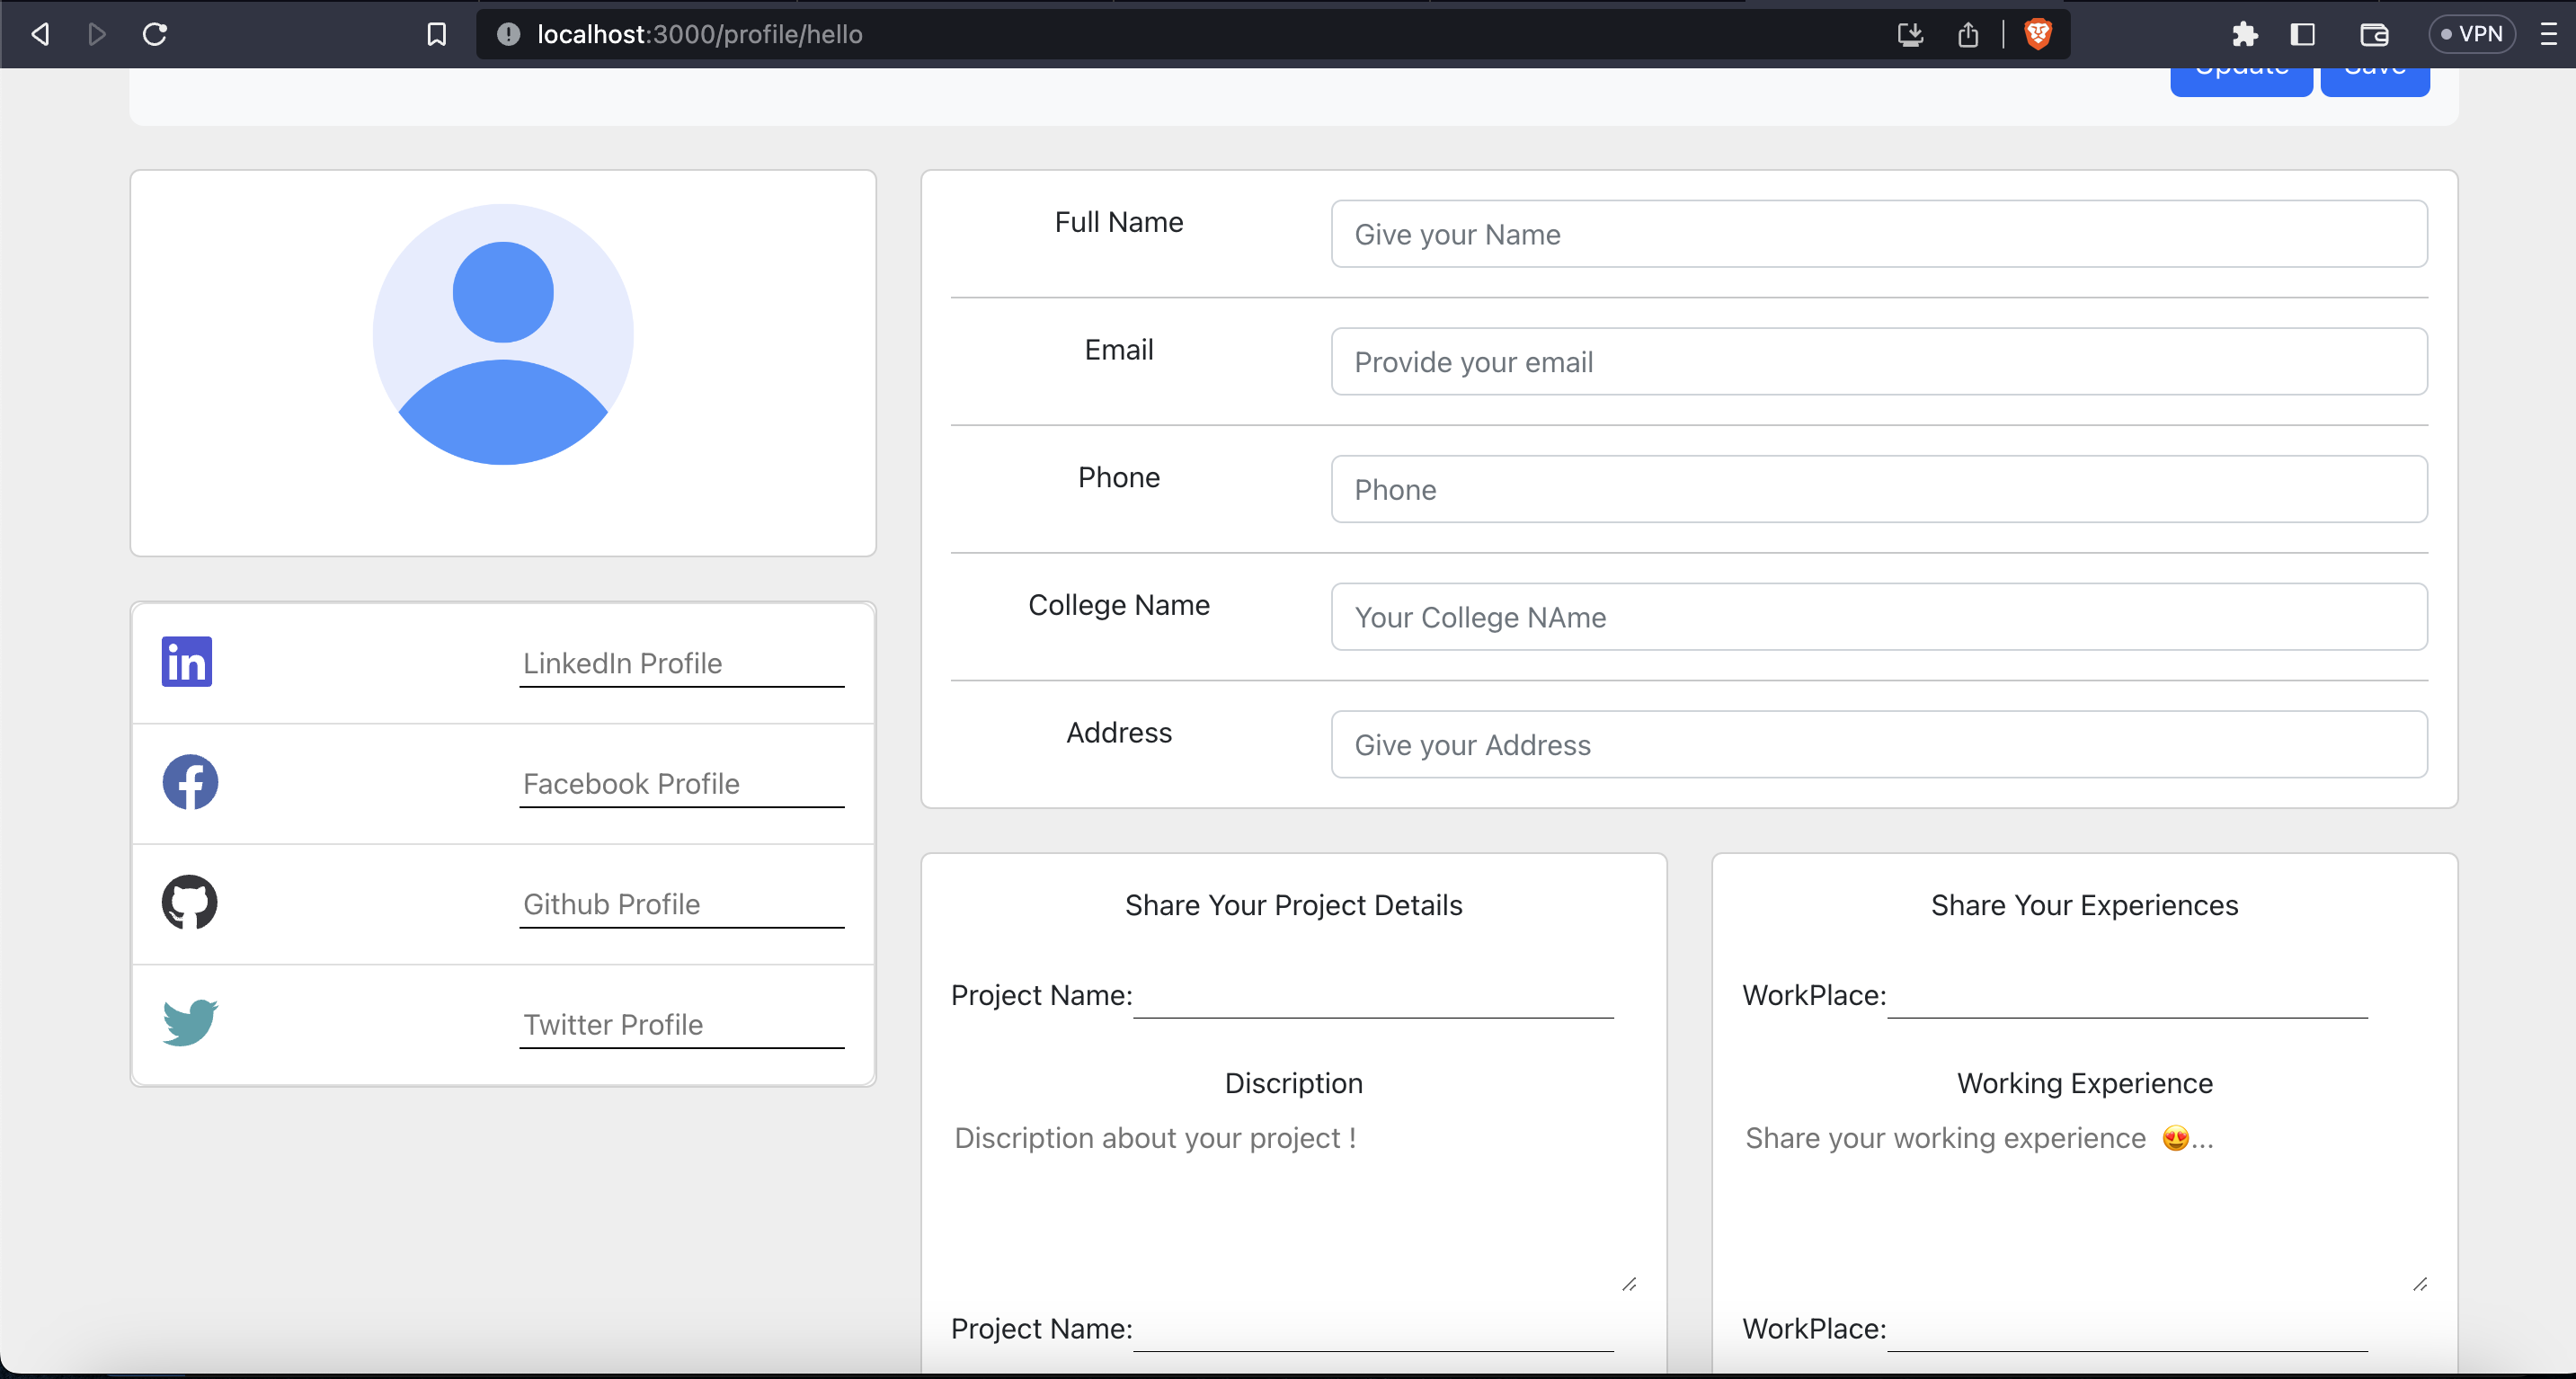 localhost:3000/profile/hello
VPN
Update Save
Full Name Give your Name
Email Provide your email
Phone Phone
College Name Your College NAme
Address Give your Address
in LinkedIn Profile
Facebook Profile
Github Profile
Twitter Profile
Share Your Project Details
Project Name:
Discription
Discription about your project !
Project Name:
Share Your Experiences
WorkPlace:
Working Experience
Share your working experience 😍...
WorkPlace: